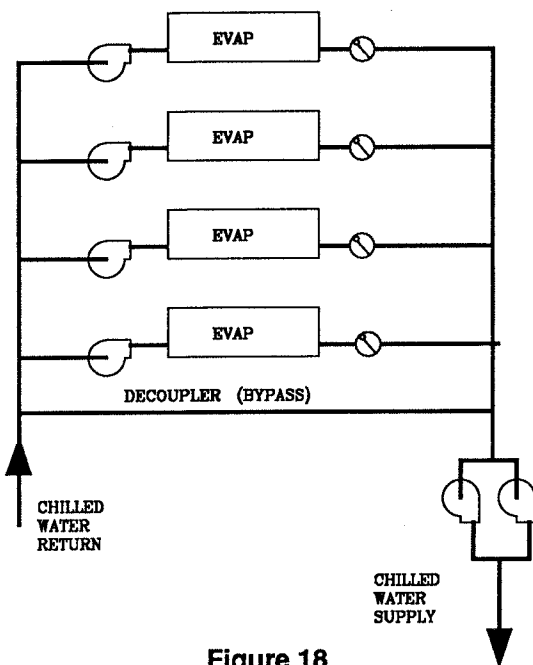 EVAP
EVAP
EVAP
EVAP
DECOUPLER (BYPASS)
CHILLED
WATER
RETURN
CHILLED
WATER
SUPPLY
Figure 18